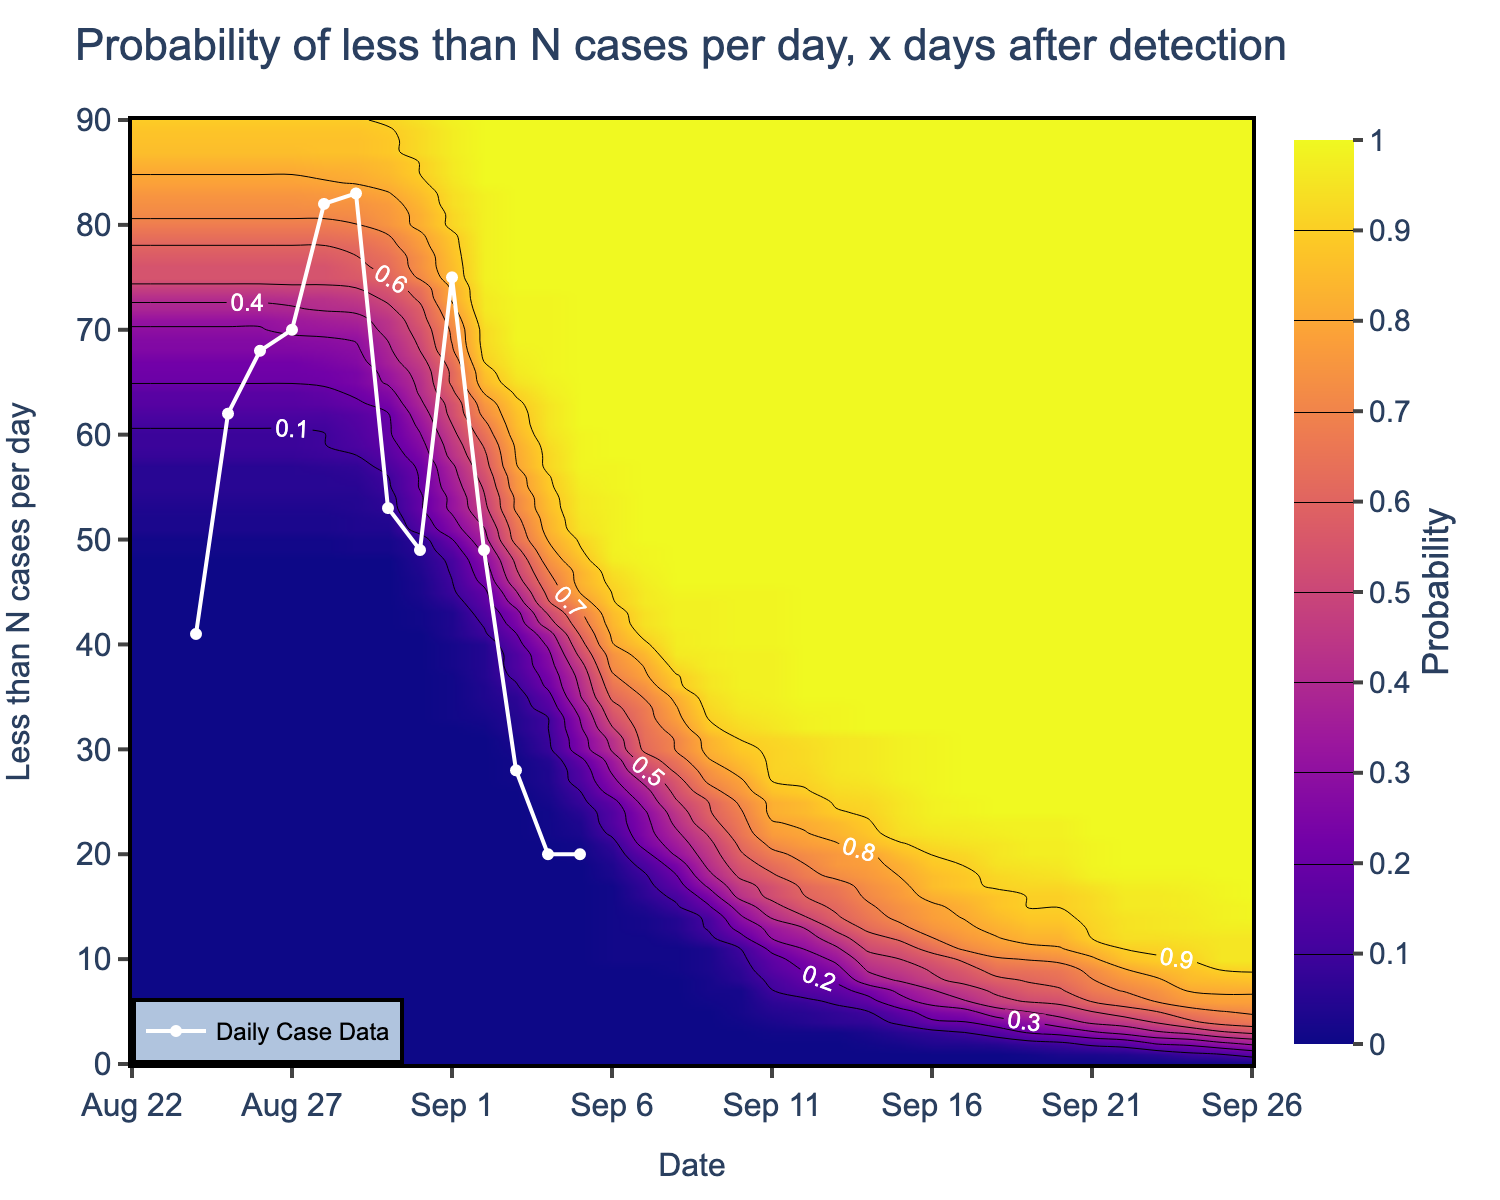 Probability of less than N cases per day, x days after detection
90
80
70
60
50
40
30
20
10
0
Less than N cases per day
0.6
0.4
0.1
0.7
0.5
0.8
0.9
0.2
0.3
Daily Case Data
Aug 22
Aug 27
Sep 1
Sep 6
Sep 11
Sep 16
Sep 21
Sep 26
Date
1
0.9
0.8
0.7
0.6
0.5
0.4
0.3
0.2
0.1
0
Probability